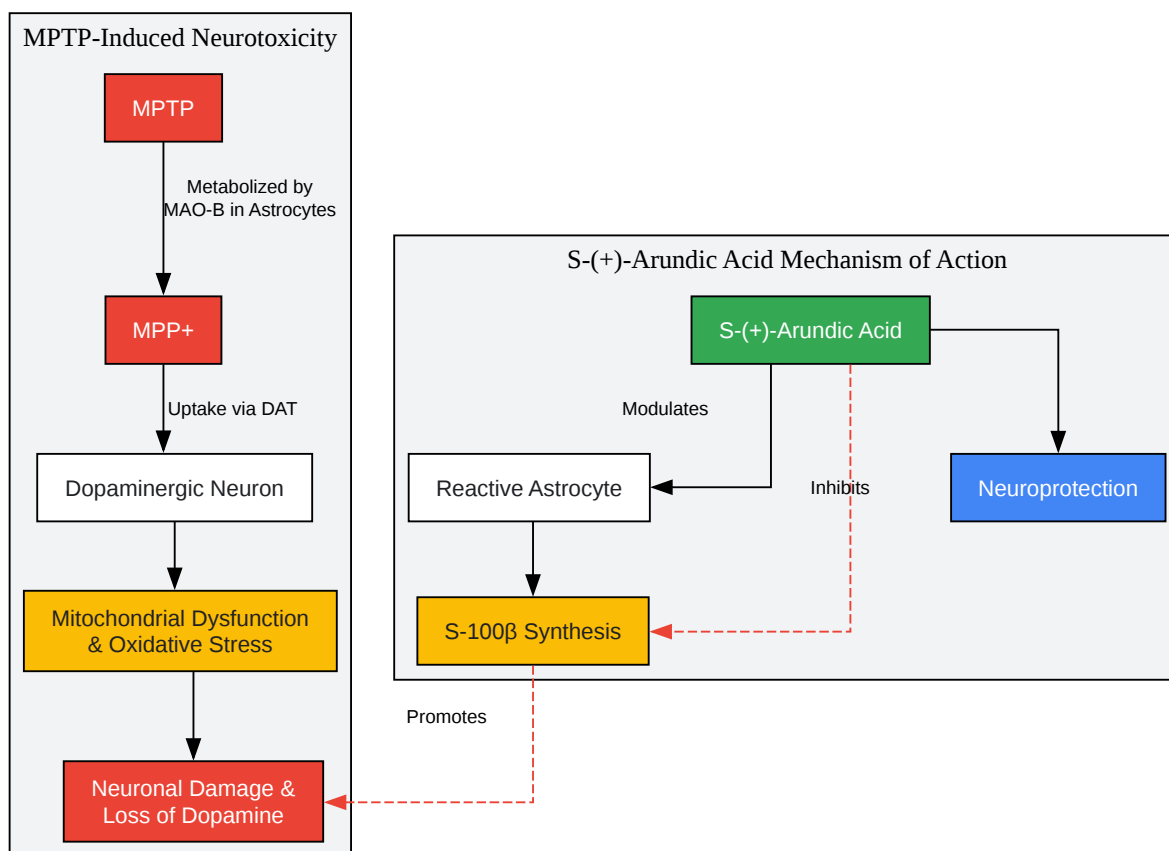 MPTP-Induced Neurotoxicity
MPTP
Metabolized by
MAO-B in Astrocytes
MPP+
Uptake via DAT
Dopaminergic Neuron
Mitochondrial Dysfunction
& Oxidative Stress
Neuronal Damage &
Loss of Dopamine
S-(+)-Arundic Acid Mechanism of Action
S-(+)-Arundic Acid
Modulates
Inhibits
Reactive Astrocyte
Neuroprotection
S-100β Synthesis
Promotes